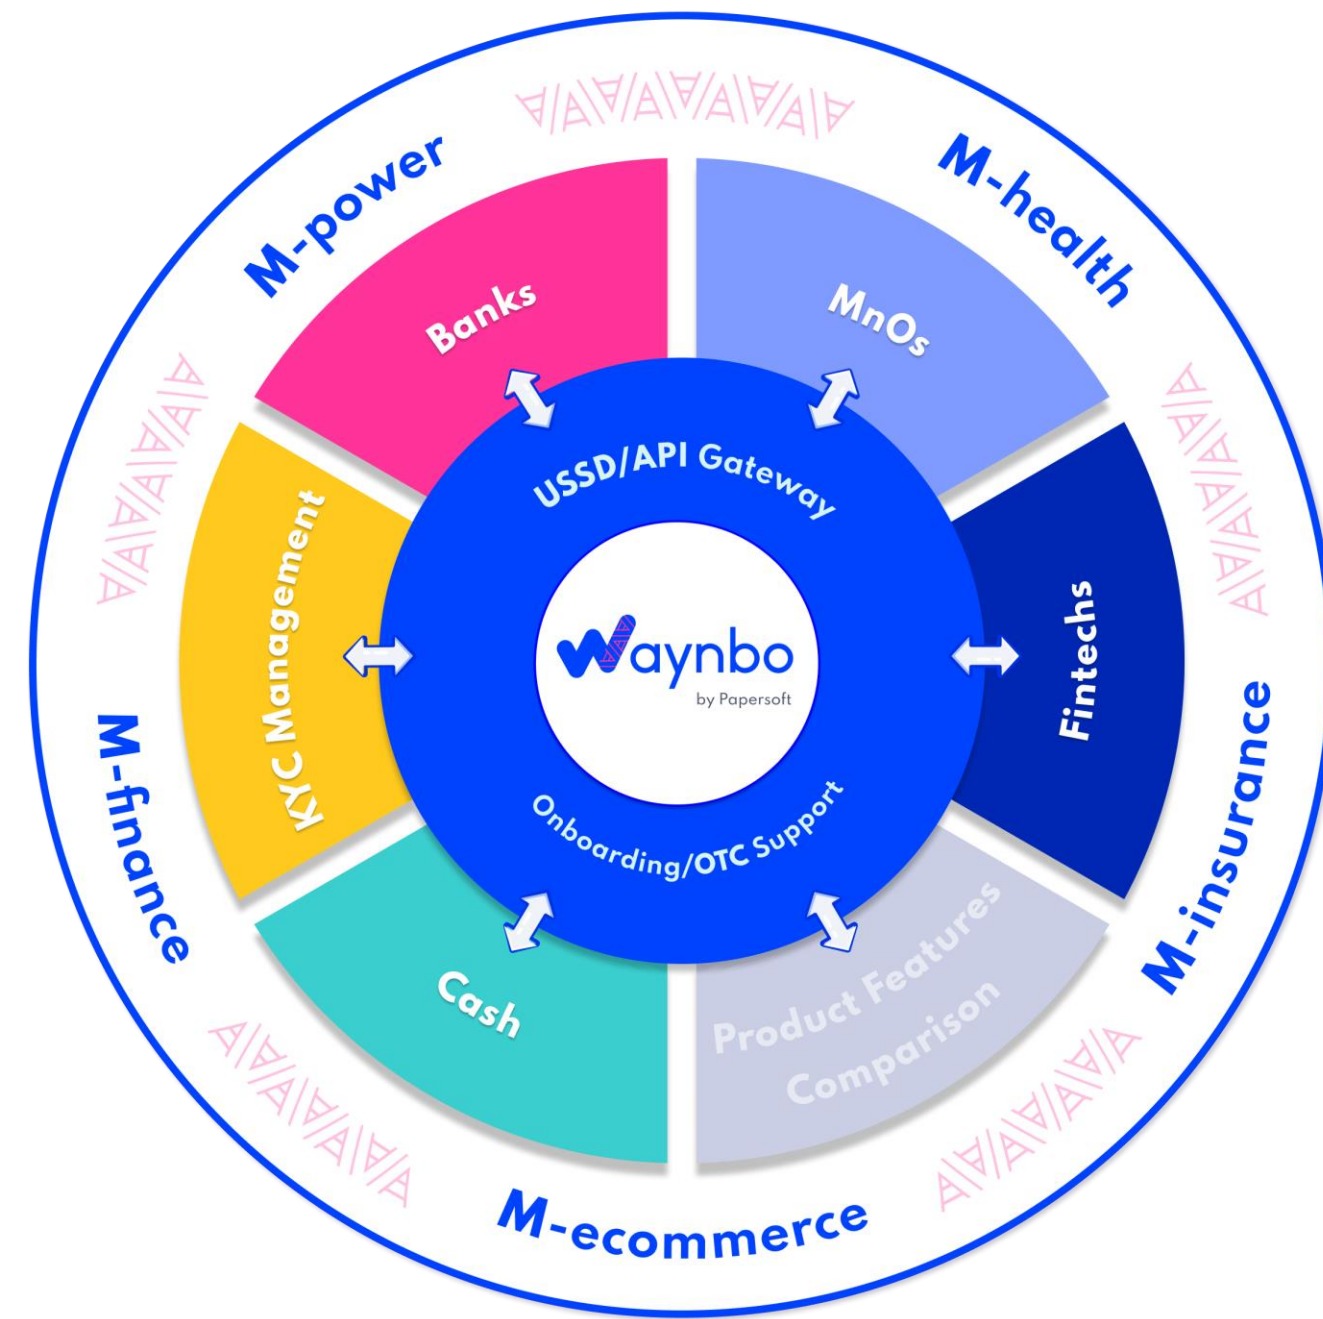 M-power
M-health
Banks
MnOs
USSD/API Gateway
KYC Management
Waynbo
by Papersoft
Fintechs
Onboarding/OTC Support
M-finance
M-insurance
Cash
Product Features
Comparison
M-ecommerce